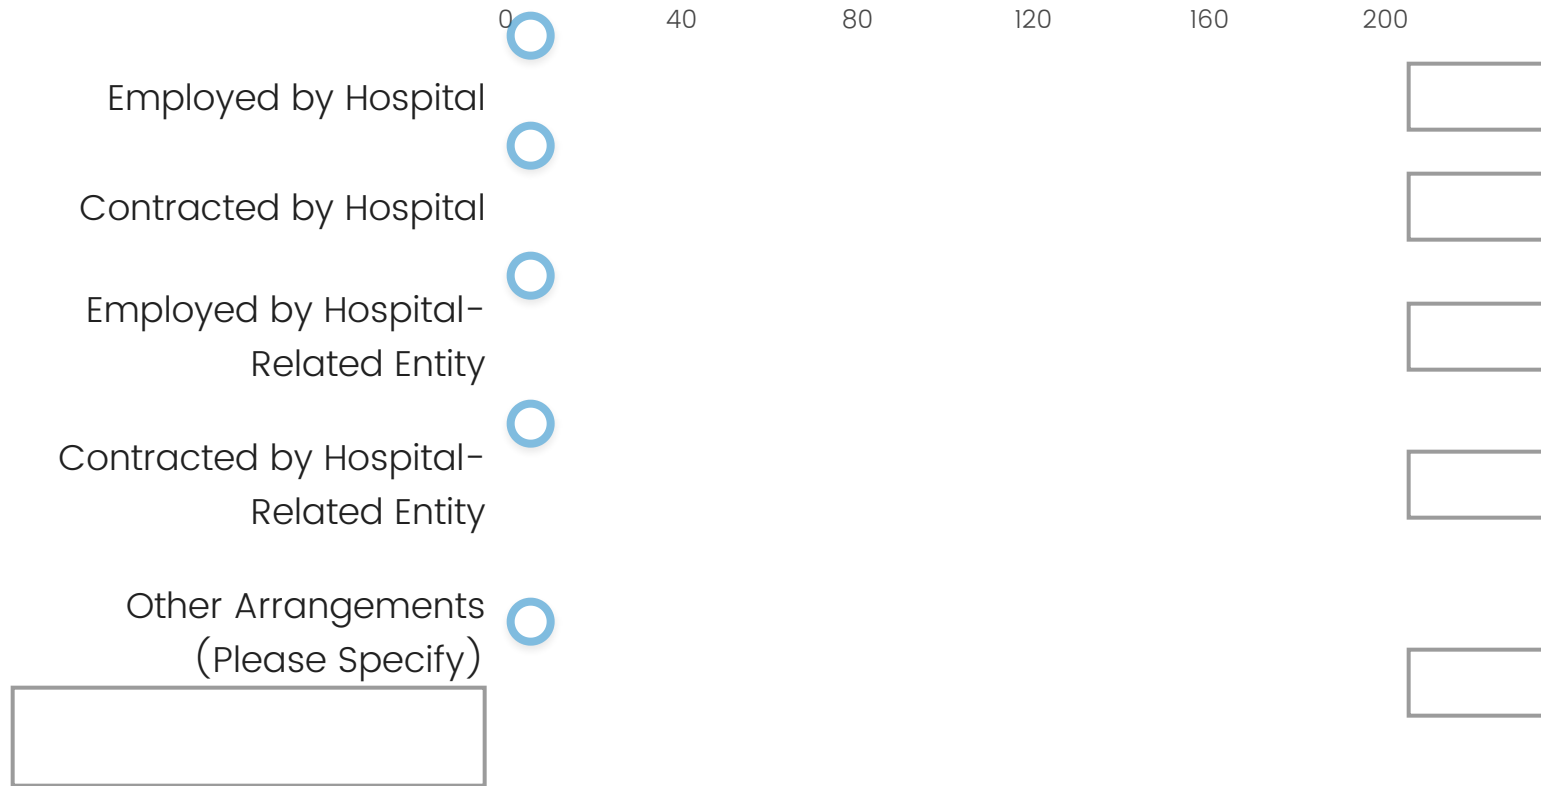 0 40 80 120 160 200
Employed by Hospital
Contracted by Hospital
Employed by Hospital-
Related Entity
Contracted by Hospital-
Related Entity
Other Arrangements
(Please Specify)